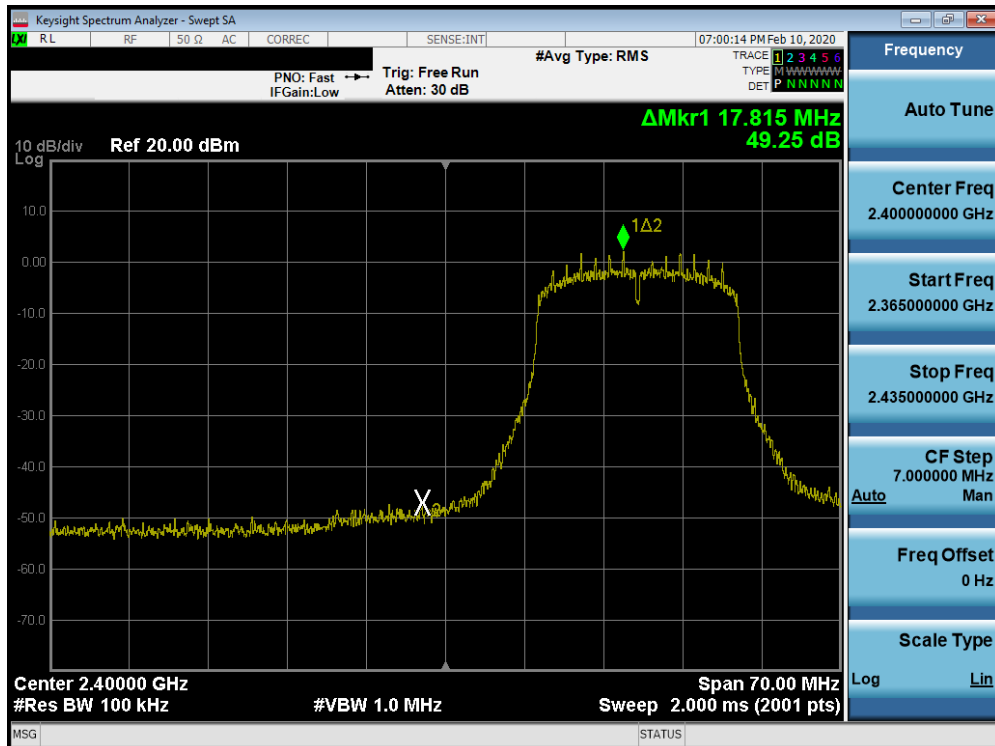 Keysight Spectrum Analyzer - Swept SA
LXI RL RF 50 Ω AC CORREC SENSE:INT 07:00:14 PM Feb 10, 2020
#Avg Type: RMS TRACE 1 2 3 4 5 6
PNO: Fast Trig: Free Run TYPE M WWWWW
IFGain:Low Atten: 30 dB DET P N N N N N
ΔMkr1 17.815 MHz
49.25 dB
10 dB/div Ref 20.00 dBm
Log
10.0
0.00
-10.0
-20.0
-30.0
-40.0
-50.0
-60.0
-70.0
1Δ2
X2
Center 2.40000 GHz Span 70.00 MHz
#Res BW 100 kHz #VBW 1.0 MHz Sweep 2.000 ms (2001 pts)
MSG STATUS
Frequency
Auto Tune
Center Freq
2.400000000 GHz
Start Freq
2.365000000 GHz
Stop Freq
2.435000000 GHz
CF Step
7.000000 MHz
Auto Man
Freq Offset
0 Hz
Scale Type
Log Lin